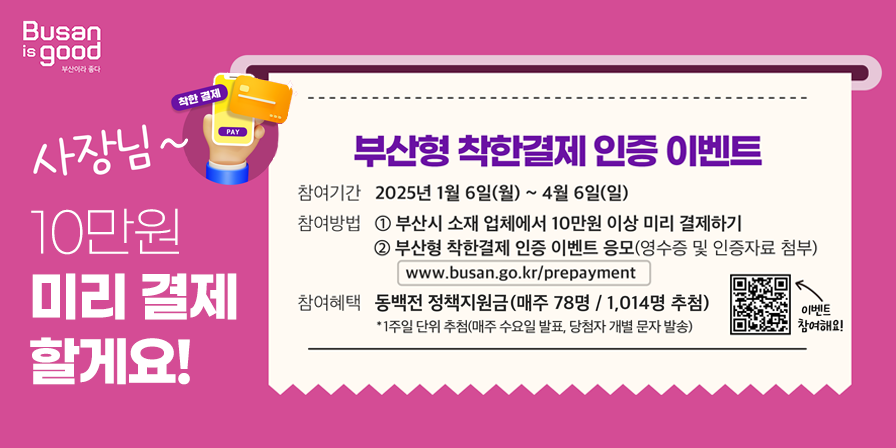 Busan
is good
부산이라 좋다
착한 결제
PAY
사장님~
10만원
미리 결제
할게요!
부산형 착한결제 인증 이벤트
참여기간 2025년 1월 6일(월) ~ 4월 6일(일)
참여방법 ① 부산시 소재 업체에서 10만원 이상 미리 결제하기
② 부산형 착한결제 인증 이벤트 응모(영수증 및 인증자료 첨부)
www.busan.go.kr/prepayment
참여혜택 동백전 정책지원금(매주 78명 / 1,014명 추첨)
*1주일 단위 추첨(매주 수요일 발표, 당첨자 개별 문자 발송)
이벤트
참여해요!